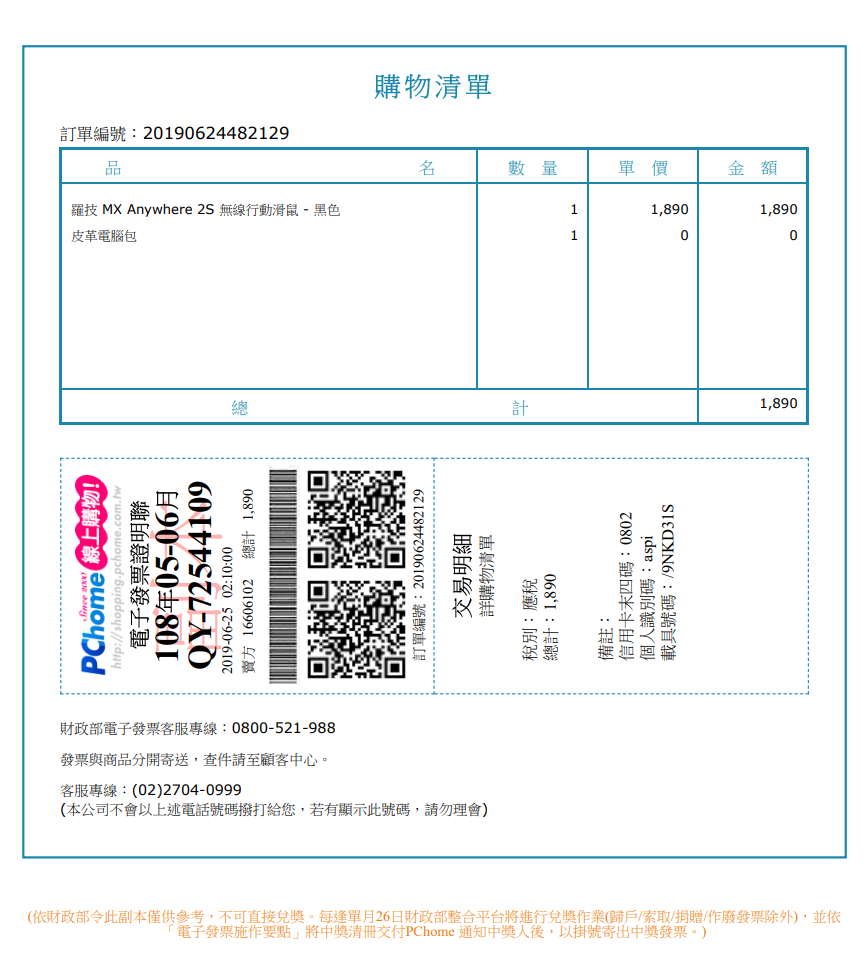 購物清單
訂單編號：20190624482129
品 名 數 量 單 價 金 額
羅技 MX Anywhere 2S 無線行動滑鼠 - 黑色 1 1,890 1,890
皮革電腦包 1 0 0
總 計 1,890
PChome since 2000 線上購物!
http://shopping.pchome.com.tw
電子發票證明聯
108年05-06月
QY-72544109
2019-06-25 02:10:00
賣方 16606102 總計 1,890
訂單編號：20190624482129
交易明細
詳購物清單
稅別：應稅
總計：1,890
備註：
信用卡末四碼：0802
個人識別碼：aspi
載具號碼：/9NKD31S
財政部電子發票客服專線：0800-521-988
發票與商品分開寄送，查件請至顧客中心。
客服專線：(02)2704-0999
(本公司不會以上述電話號碼撥打給您，若有顯示此號碼，請勿理會)
(依財政部令此副本僅供參考，不可直接兌獎。每逢單月26日財政部整合平台將進行兌獎作業(歸戶/索取/捐贈/作廢發票除外)，並依
「電子發票施作要點」將中獎清冊交付PChome 通知中獎人後，以掛號寄出中獎發票。)